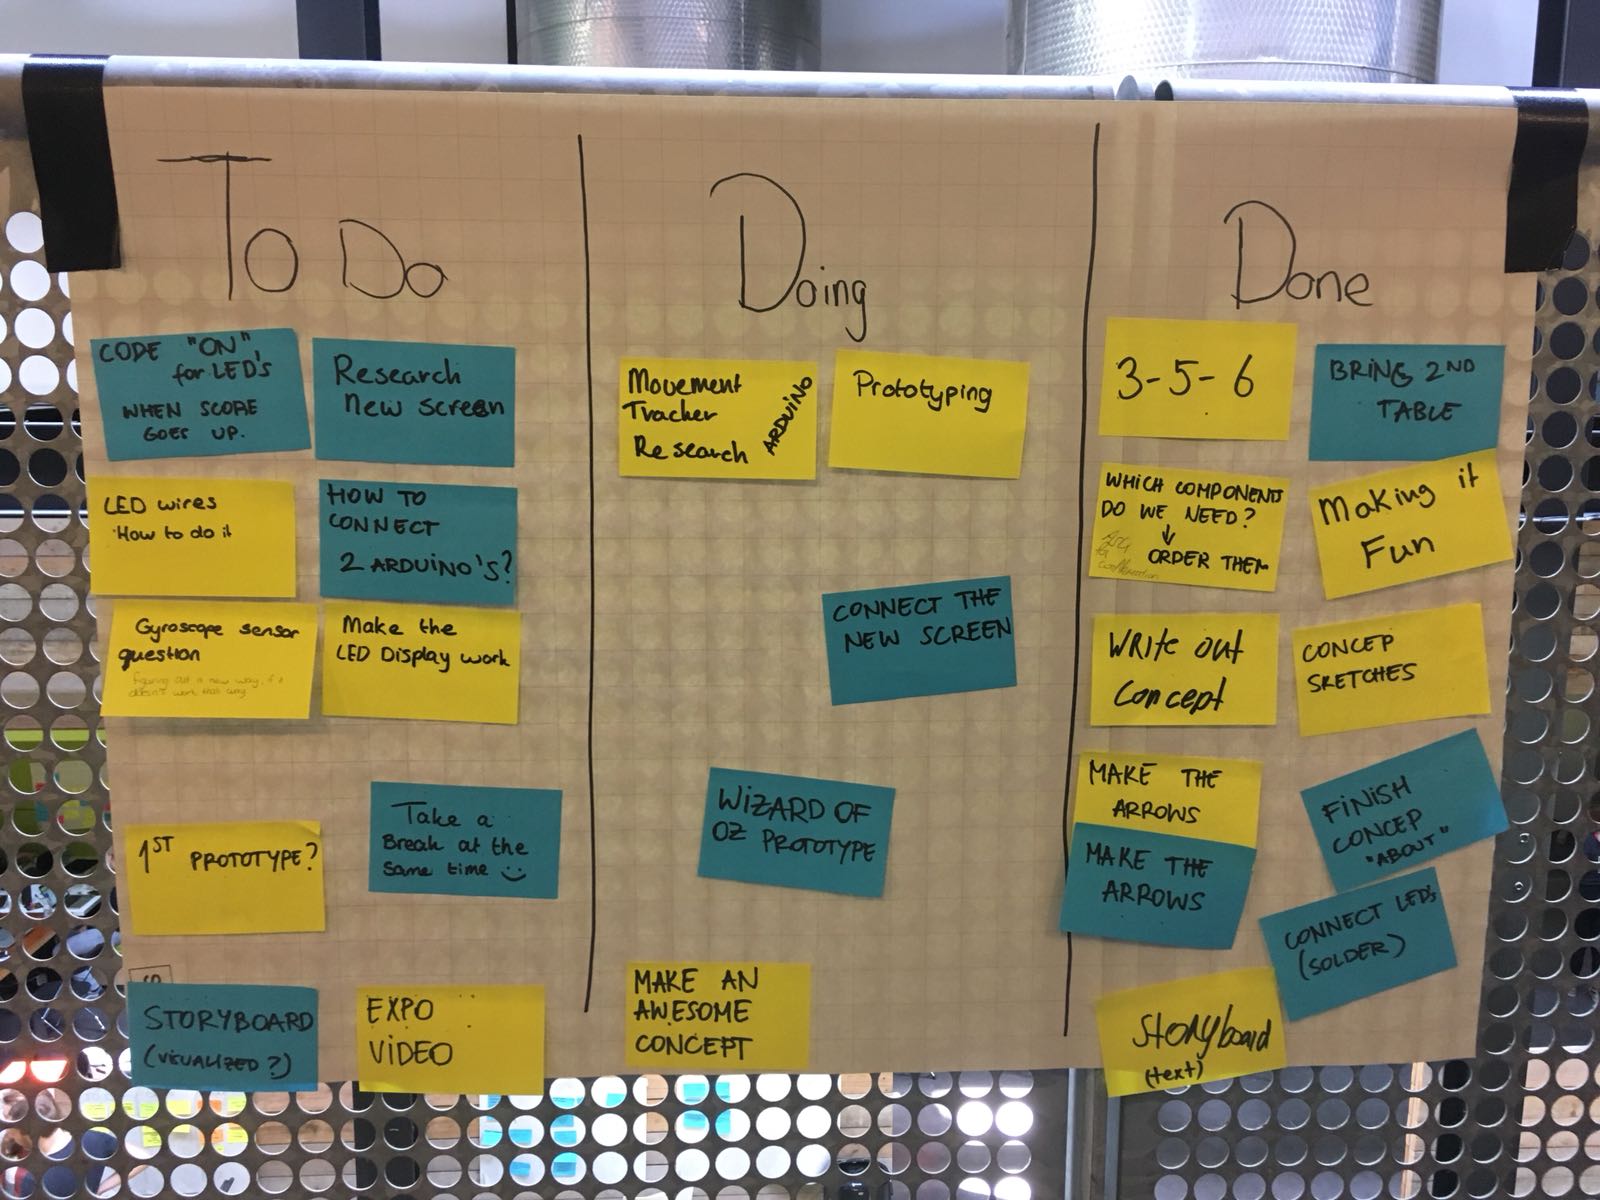 To Do
CODE "ON"
for LED's
WHEN SCORE
GOES UP.
Research
New screen
LED wires
How to do it
HOW TO
CONNECT
2 ARDUINO'S?
Gyroscope sensor
question
figuring out a new way, if it
doesn't work that way
Make the
LED Display work
1ST PROTOTYPE?
Take a
Break at the
same time :)
STORYBOARD
(VISUALIZED?)
EXPO
VIDEO
Doing
Movement
Tracker
Research
ARDUINO
Prototyping
CONNECT THE
NEW SCREEN
WIZARD OF
OZ PROTOTYPE
MAKE AN
AWESOME
CONCEPT
Done
3-5-6
BRING 2ND
TABLE
WHICH COMPONENTS
DO WE NEED?
↓
ORDER THEM
Making it
Fun
Write out
Concept
CONCEP
SKETCHES
MAKE THE
ARROWS
MAKE THE
ARROWS
FINISH
CONCEP
"ABOUT"
CONNECT LED's
(SOLDER)
Storyboard
(text)